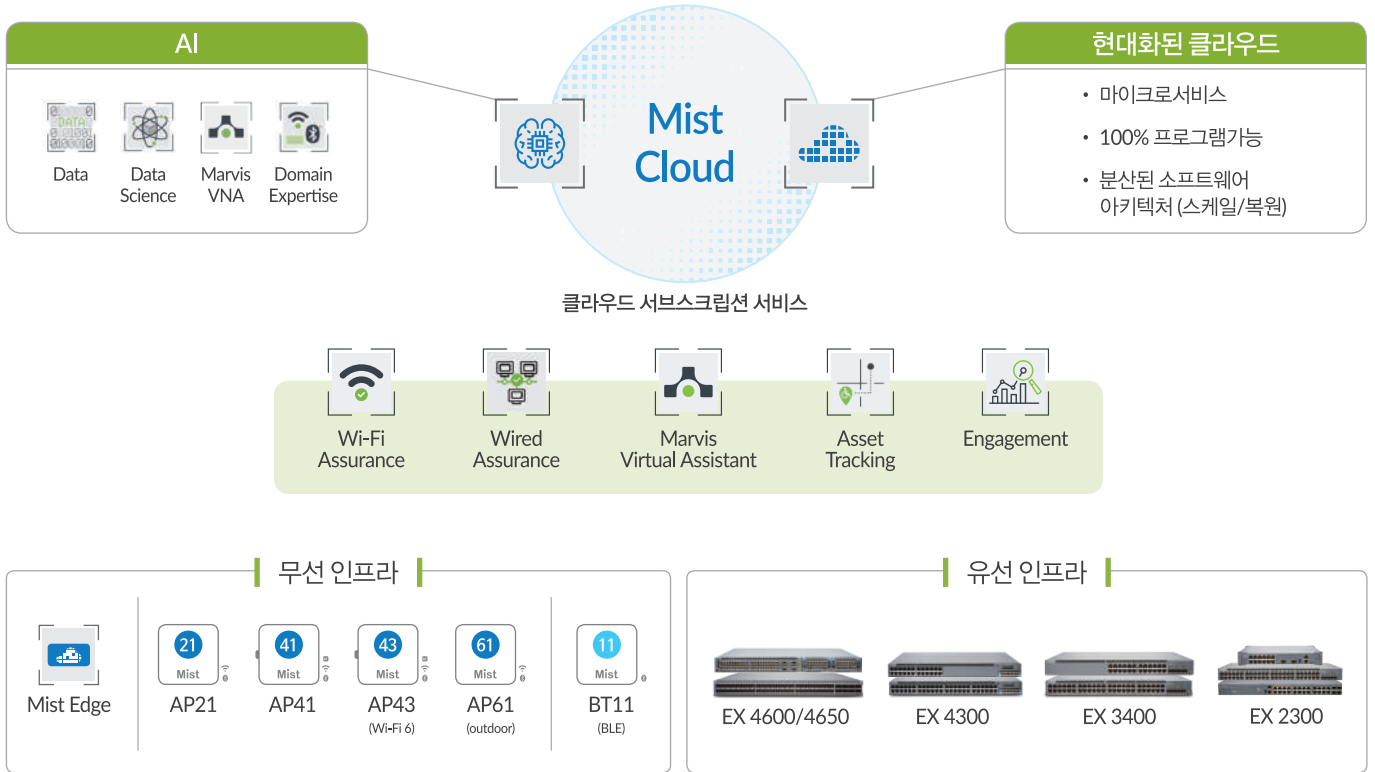 AI
Data
Data
Science
Marvis
VNA
Domain
Expertise
DATA
Mist
Cloud
현대화된 클라우드
• 마이크로서비스
• 100% 프로그램가능
• 분산된 소프트웨어
아키텍처 (스케일/복원)
클라우드 서브스크립션 서비스
Wi-Fi
Assurance
Wired
Assurance
Marvis
Virtual Assistant
Asset
Tracking
Engagement
무선 인프라
Mist Edge
21
Mist
AP21
41
Mist
AP41
43
Mist
AP43
(Wi-Fi 6)
61
Mist
AP61
(outdoor)
11
Mist
BT11
(BLE)
유선 인프라
EX 4600/4650
EX 4300
EX 3400
EX 2300